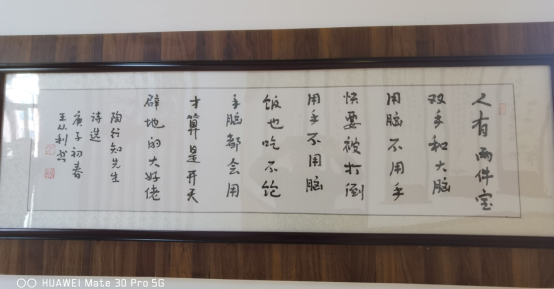 人有两件宝
双手和大脑
用脑不用手
快要被打倒
用手不用脑
饭也吃不饱
手脑都会用
才算是开天
辟地的大好佬
陶行知先生
诗选
庚子初春
王从利书
HUAWEI Mate 30 Pro 5G